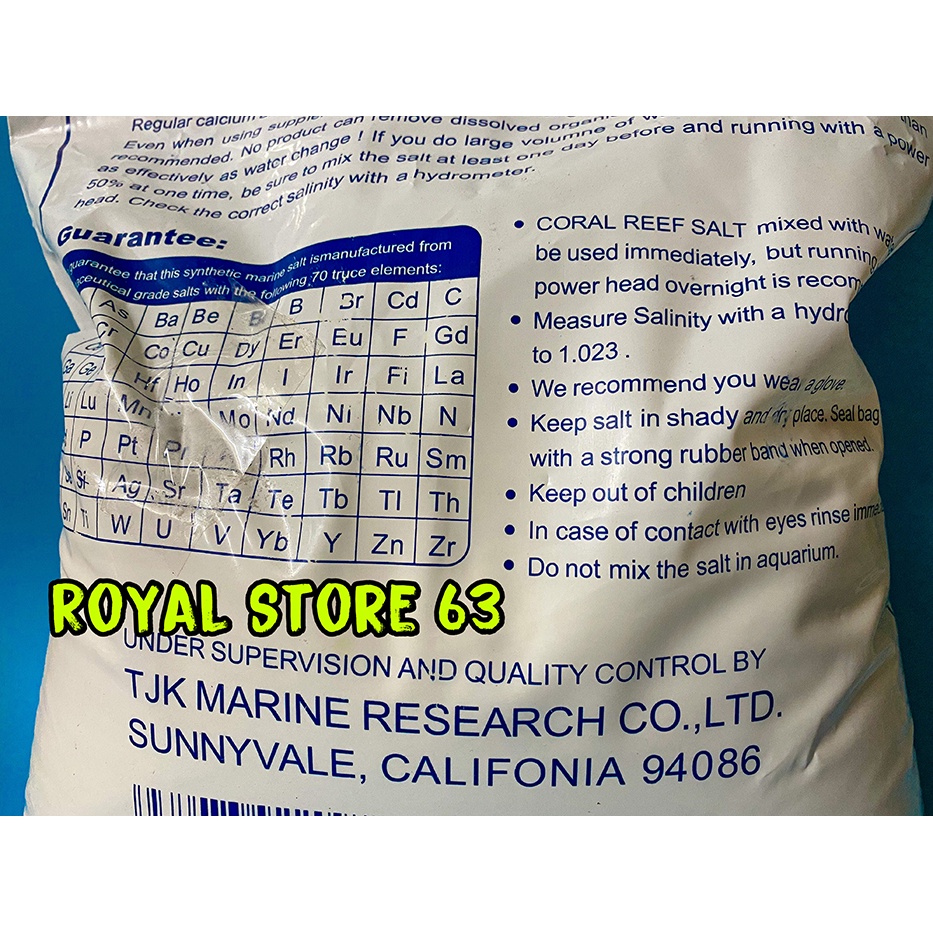 Regular calcium
Even when using supple remove dissolved organi
recommended. No product can
as effectively as water change ! If you do large volumne of w
50% at one time, be sure to mix the salt at least one day before and running with a power
head. Check the correct salinity with a hydrometer.
Guarantee:
uarantee that this synthetic marine salt ismanufactured from
ceutical grade salts with the following 70 truce elements:
As Ba Be B Br Cd C
Cr Co Cu Dy Er Eu F Gd
Ga Ge Hf Ho In I Ir Fi La
Li Lu Mn Mo Nd Ni Nb N
P Pt Pr Rh Rb Ru Sm
Si Ag Sr Ta Te Tb Tl Th
Sn Ti W U V Yb Y Zn Zr
• CORAL REEF SALT mixed with wa
be used immediately, but running
power head overnight is recom
• Measure Salinity with a hydro
to 1.023 .
• We recommend you wear a glove.
• Keep salt in shady and dry place. Seal bag
with a strong rubber band when opened.
• Keep out of children
• In case of contact with eyes rinse imme
• Do not mix the salt in aquarium.
ROYAL STORE 63
UNDER SUPERVISION AND QUALITY CONTROL BY
TJK MARINE RESEARCH CO.,LTD.
SUNNYVALE, CALIFONIA 94086